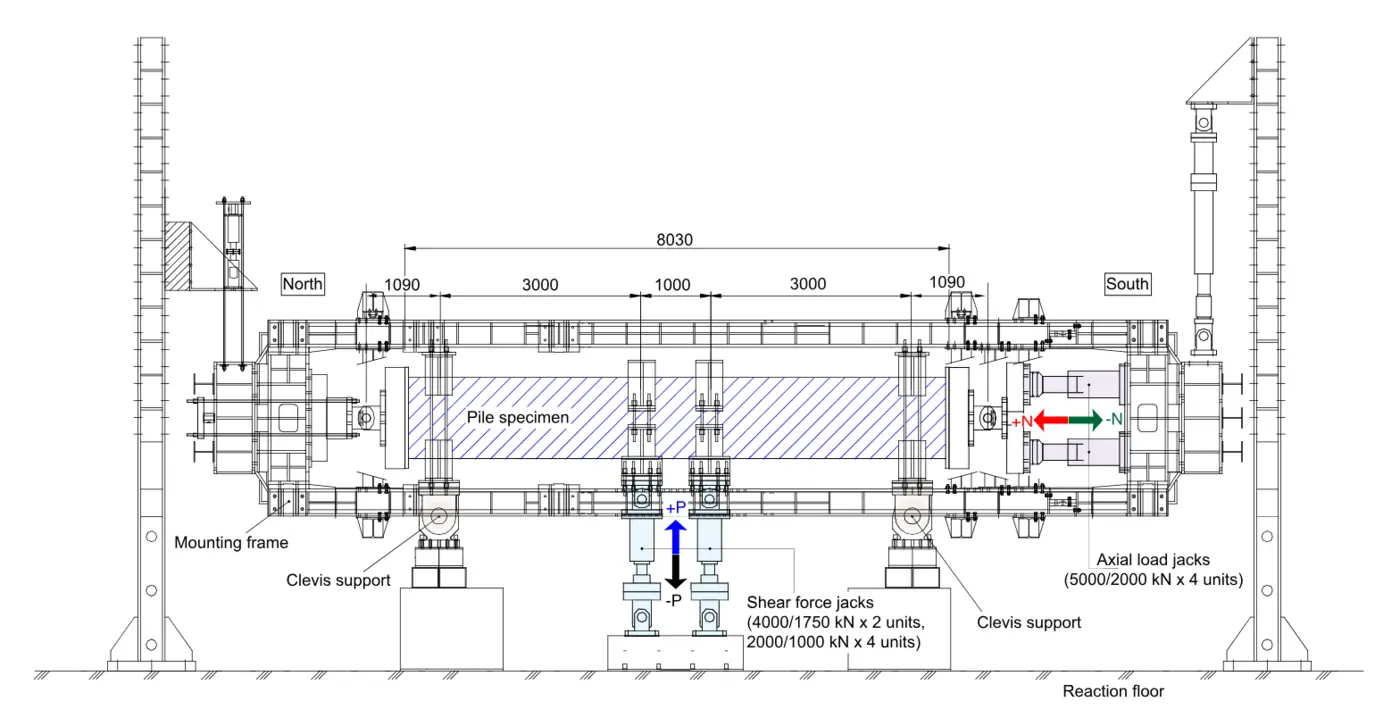 8030
North
1090
3000
1000
3000
1090
South
Pile specimen
+N
-N
+P
Mounting frame
Clevis support
-P
Axial load jacks
(5000/2000 kN x 4 units)
Shear force jacks
(4000/1750 kN x 2 units,
2000/1000 kN x 4 units)
Clevis support
Reaction floor